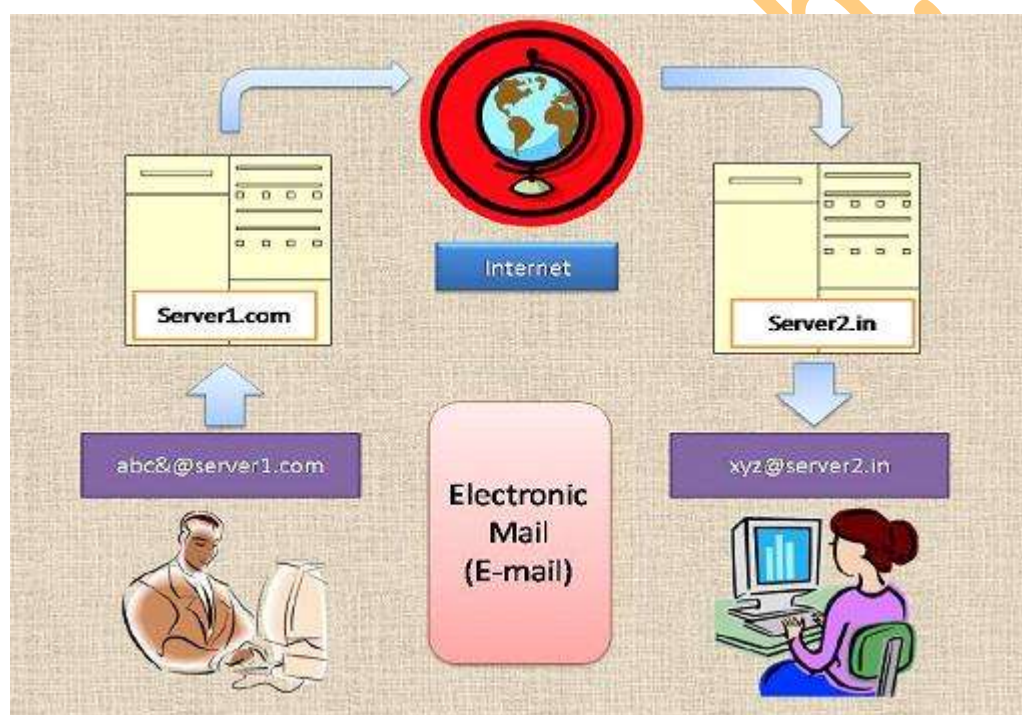 Internet
Server1.com
Server2.in
abc&@server1.com
xyz@server2.in
Electronic
Mail
(E-mail)